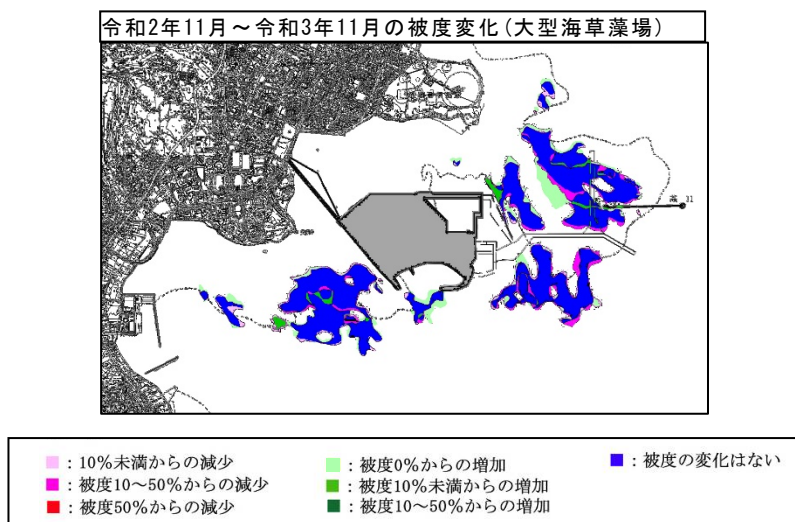 令和2年11月～令和3年11月の被度変化(大型海草藻場)
31
：10%未満からの減少
：被度10～50%からの減少
：被度50%からの減少
：被度0%からの増加
：被度10%未満からの増加
：被度10～50%からの増加
：被度の変化はない